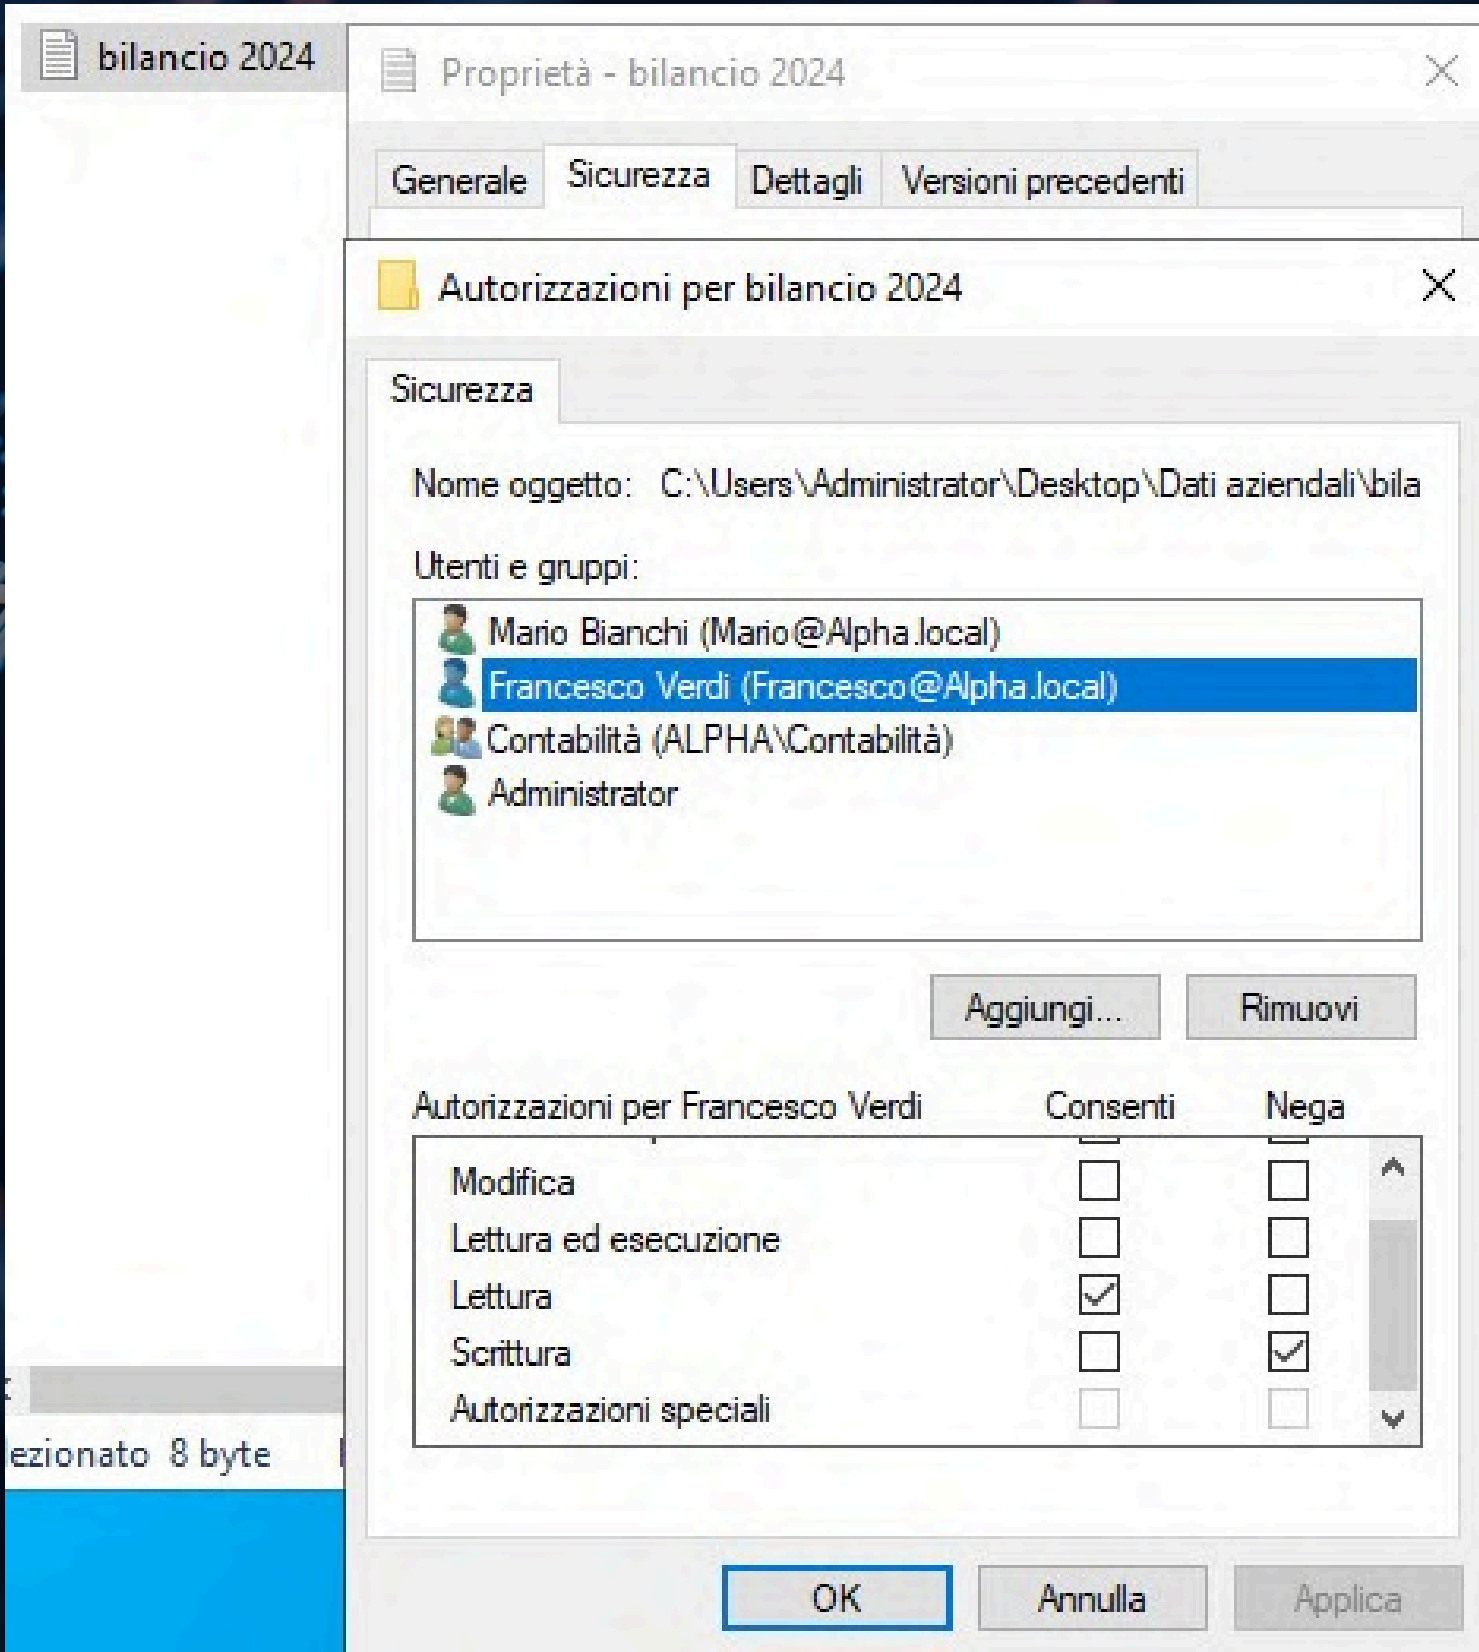 bilancio 2024
Proprietà - bilancio 2024
Generale Sicurezza Dettagli Versioni precedenti
Autorizzazioni per bilancio 2024
Sicurezza
Nome oggetto: C:\Users\Administrator\Desktop\Dati aziendali\bila
Utenti e gruppi:
Mario Bianchi (Mario@Alpha.local)
Francesco Verdi (Francesco@Alpha.local)
Contabilità (ALPHA\Contabilità)
Administrator
Aggiungi... Rimuovi
Autorizzazioni per Francesco Verdi Consenti Nega
Modifica
Lettura ed esecuzione
Lettura
Scrittura
Autorizzazioni speciali
lezionato 8 byte
OK Annulla Applica